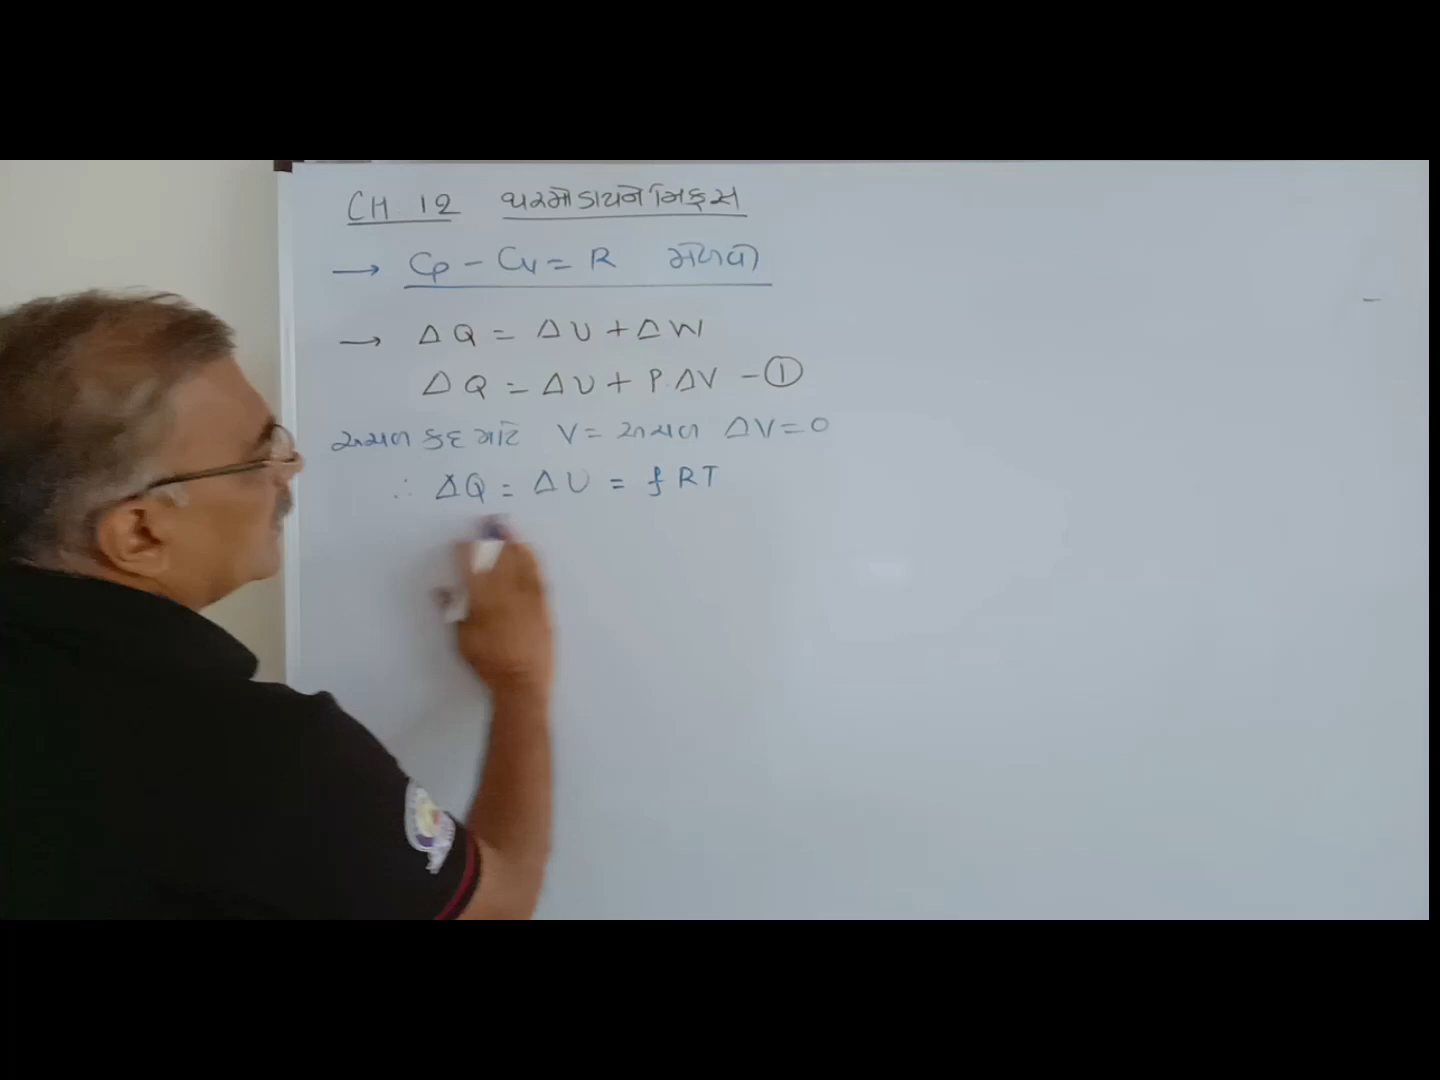 CH 12 થરમોડાયનેમિક્સ
→ Cp - Cv = R મેળવો
→ ΔQ = ΔU + ΔW
ΔQ = ΔU + P.ΔV - ①
અચળ કદ માટે V = અચળ ΔV = 0
∴ ΔQ = ΔU = f RT